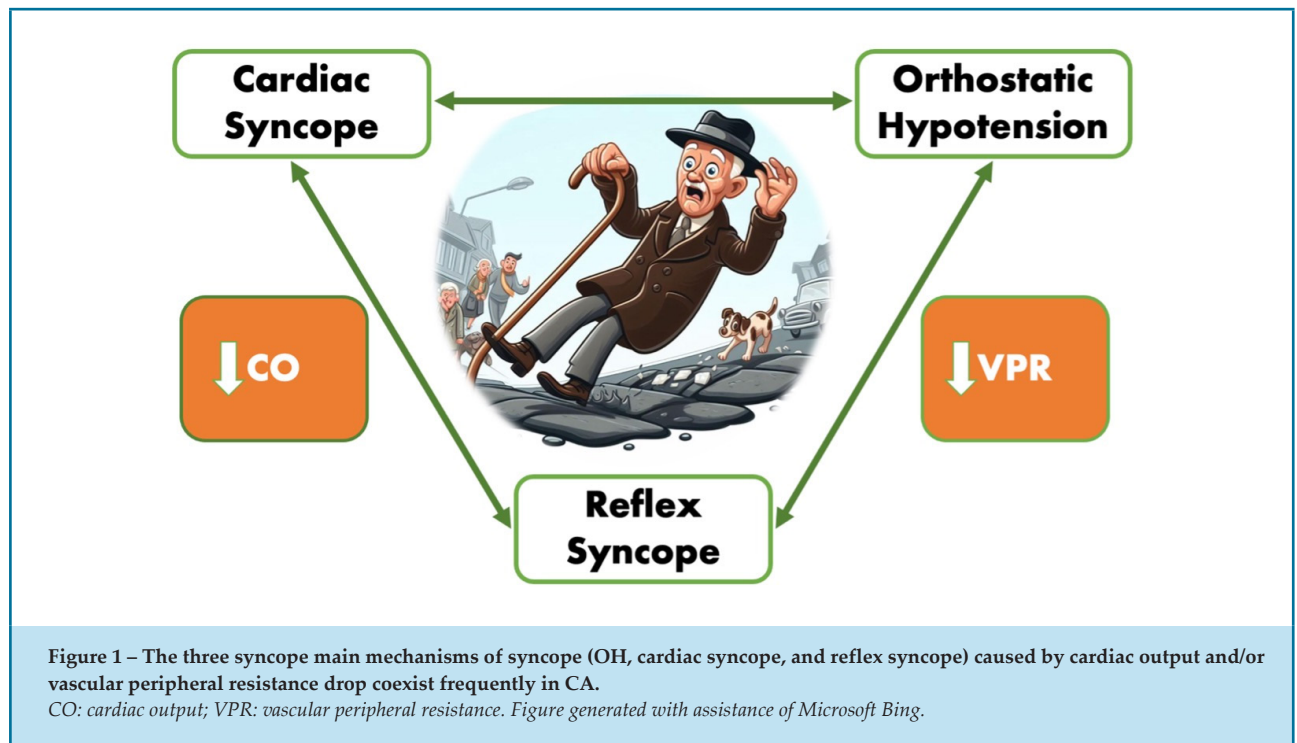 Cardiac
Syncope
Orthostatic
Hypotension
CO
VPR
Reflex
Syncope
Figure 1 – The three syncope main mechanisms of syncope (OH, cardiac syncope, and reflex syncope) caused by cardiac output and/or
vascular peripheral resistance drop coexist frequently in CA.
CO: cardiac output; VPR: vascular peripheral resistance. Figure generated with assistance of Microsoft Bing.